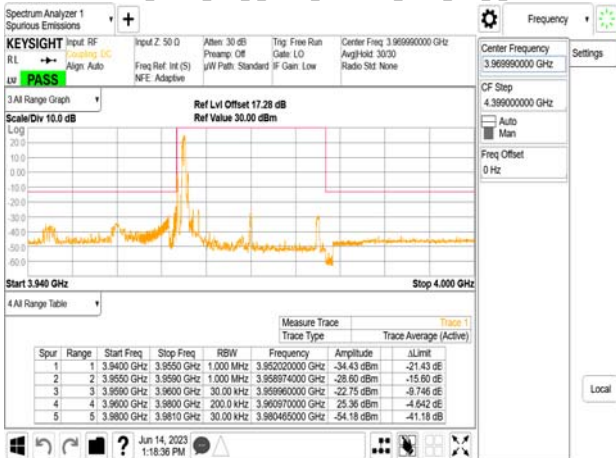 Spectrum Analyzer 1
Spurious Emissions
+
Frequency
KEYSIGHT
RL
LV PASS
Input: RF
Coupling: DC
Align: Auto
Input Z: 50 Ω
Freq Ref: Int (S)
NFE: Adaptive
Atten: 30 dB
Preamp: Off
µW Path: Standard
Trig: Free Run
Gate: LO
IF Gain: Low
Center Freq: 3.969990000 GHz
Avg|Hold: 30/30
Radio Std: None
Center Frequency
3.969990000 GHz
Settings
CF Step
4.399000000 GHz
Auto
Man
Freq Offset
0 Hz
Local
3 All Range Graph
Scale/Div 10.0 dB
Ref Lvl Offset 17.28 dB
Ref Value 30.00 dBm
Log
20.0
10.0
0.00
-10.0
-20.0
-30.0
-40.0
-50.0
-60.0
Start 3.940 GHz
Stop 4.000 GHz
4 All Range Table
Measure Trace Trace 1
Trace Type Trace Average (Active)
Spur Range Start Freq Stop Freq RBW Frequency Amplitude ΔLimit
1 1 3.9400 GHz 3.9550 GHz 1.000 MHz 3.952020000 GHz -34.43 dBm -21.43 dB
2 2 3.9550 GHz 3.9590 GHz 1.000 MHz 3.958974000 GHz -28.60 dBm -15.60 dB
3 3 3.9590 GHz 3.9600 GHz 30.00 kHz 3.959960000 GHz -22.75 dBm -9.746 dB
4 4 3.9600 GHz 3.9800 GHz 200.0 kHz 3.960970000 GHz 25.36 dBm -4.642 dB
5 5 3.9800 GHz 3.9810 GHz 30.00 kHz 3.980465000 GHz -54.18 dBm -41.18 dB
?
Jun 14, 2023
1:18:36 PM